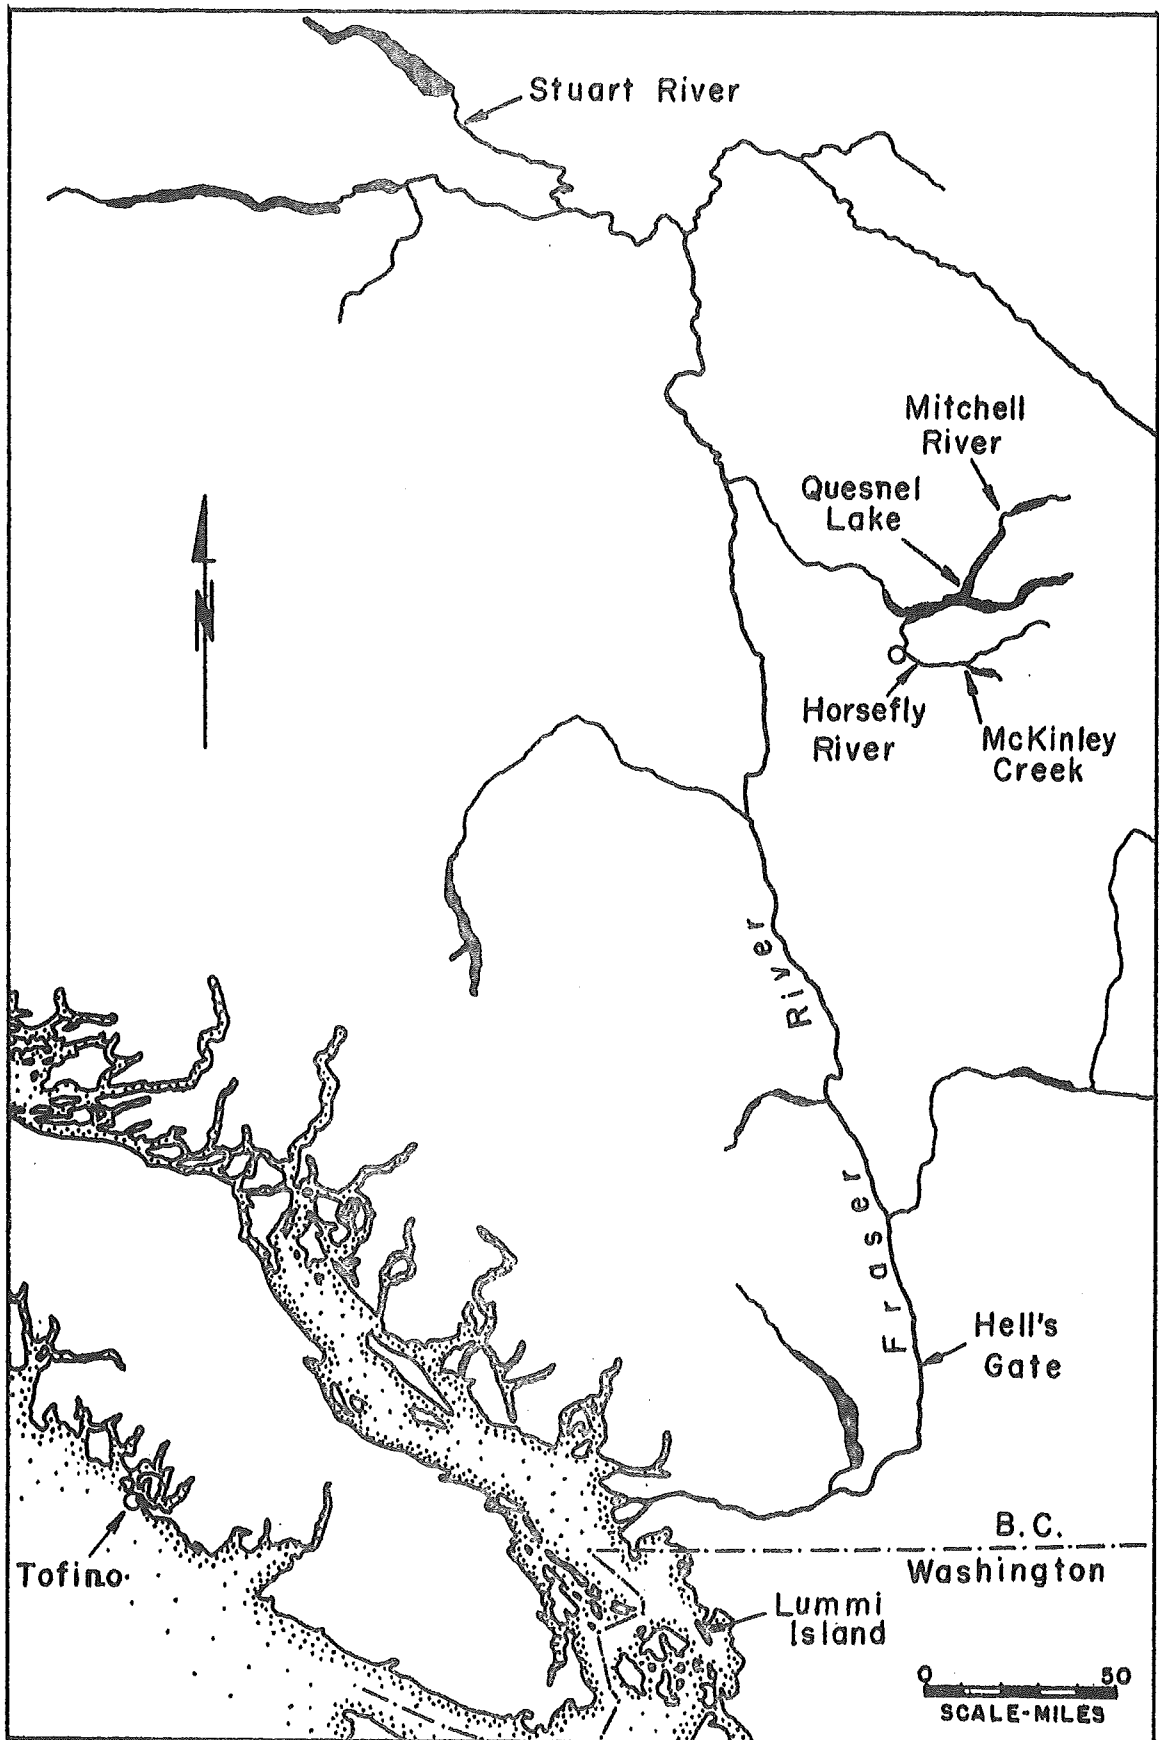 Stuart River
Mitchell
River
Quesnel
Lake
N
Horsefly
River
McKinley
Creek
Fraser River
Hell's
Gate
B.C.
Washington
Tofino
Lummi
Island
0 50
SCALE-MILES